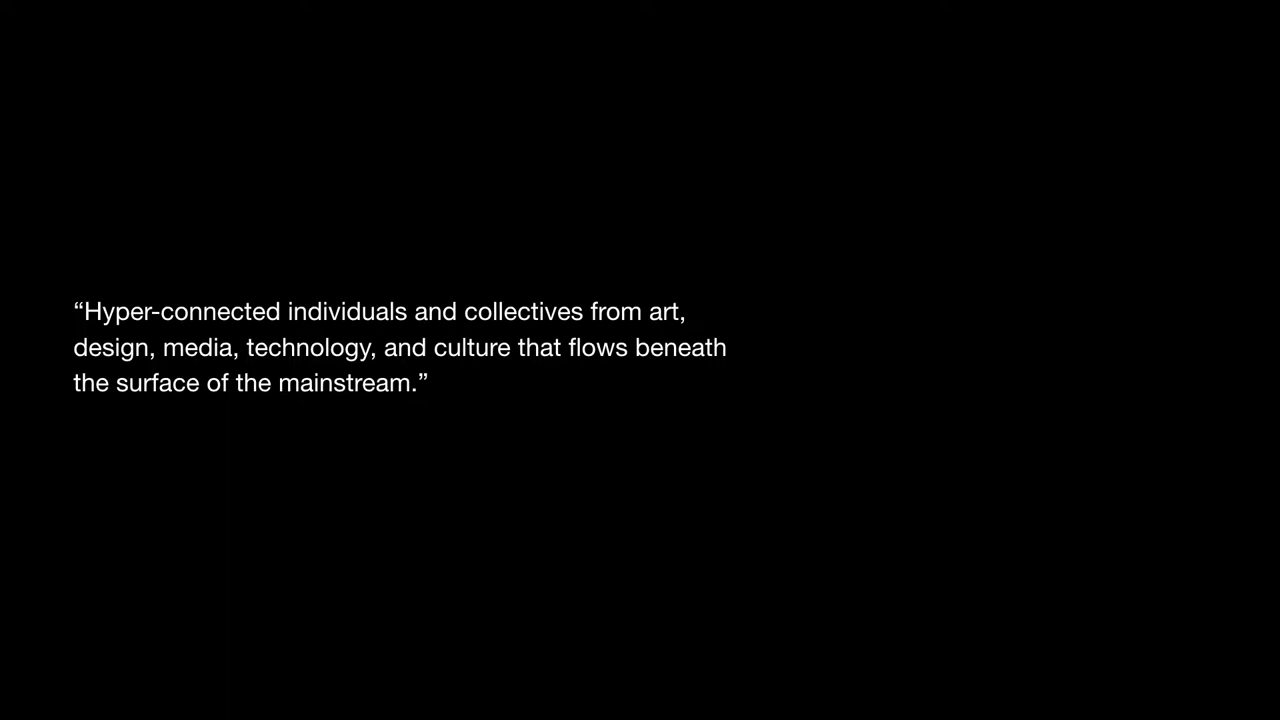 “Hyper-connected individuals and collectives from art,
design, media, technology, and culture that flows beneath
the surface of the mainstream.”